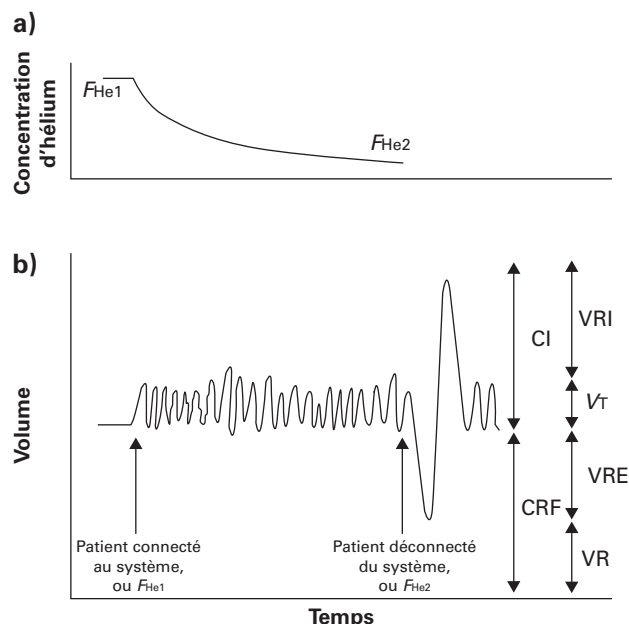 a)
Concentration
d'hélium
FHe1
FHe2
b)
Volume
CI
VRI
VT
CRF
VRE
VR
Patient connecté
au système,
ou FHe1
Patient déconnecté
du système,
ou FHe2
Temps